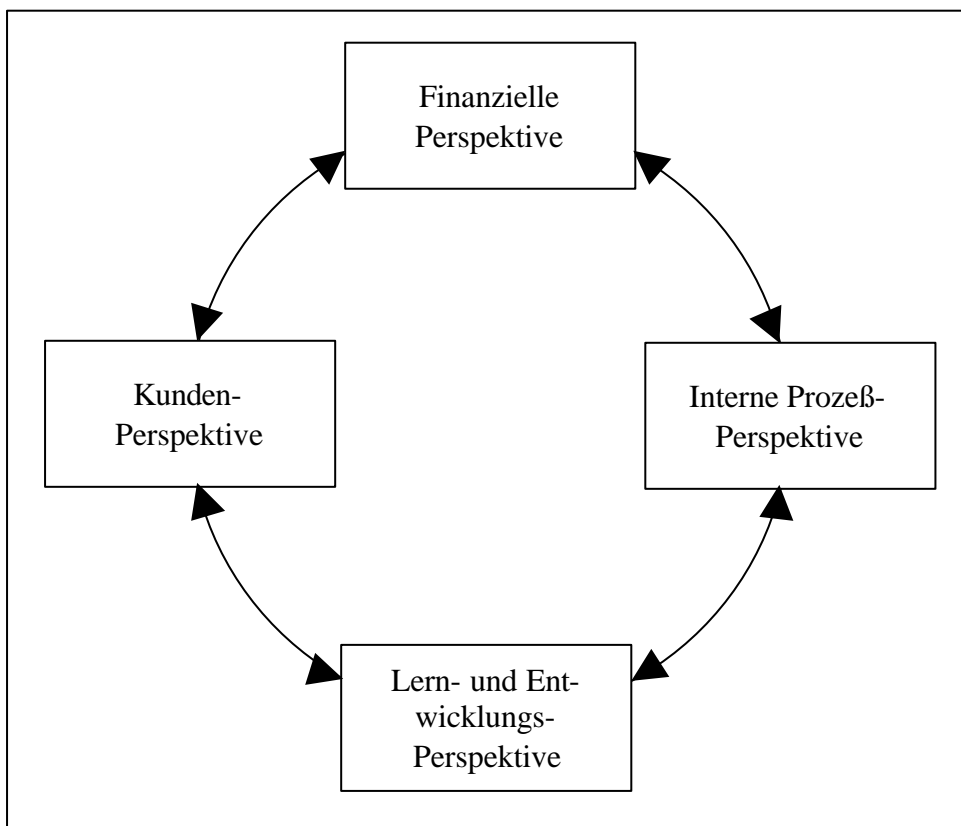 Finanzielle
Perspektive
Kunden-
Perspektive
Interne Prozeß-
Perspektive
Lern- und Ent-
wicklungs-
Perspektive